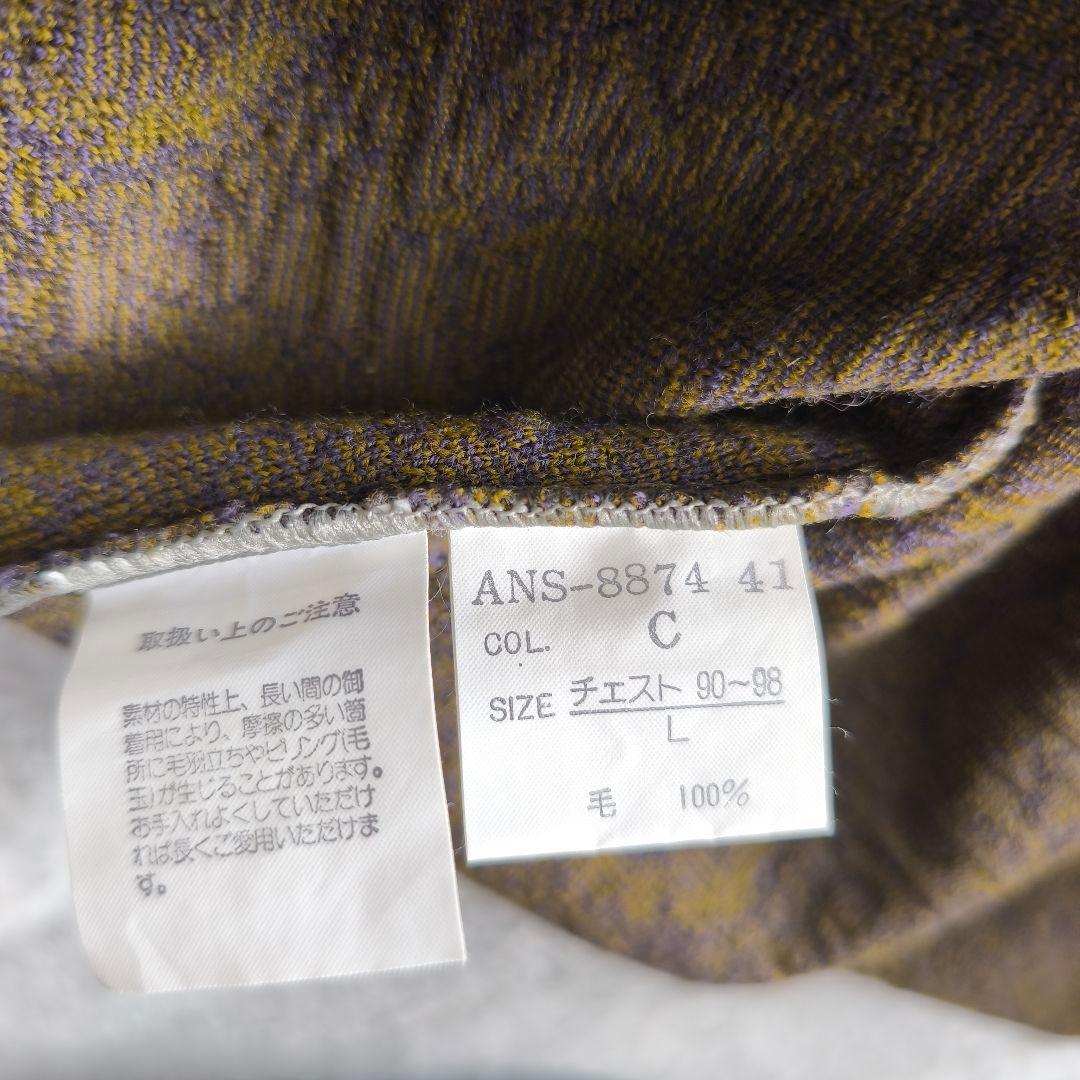 取扱い上のご注意
素材の特性上、長い間の御
着用により、摩擦の多い箇
所に毛羽立ちやピリング(毛
玉)が生じることがあります。
お手入れよくしていただけ
れば長くご愛用いただけま
す。
ANS-8874 41
COL. C
SIZE チェスト 90~98
L
毛 100%